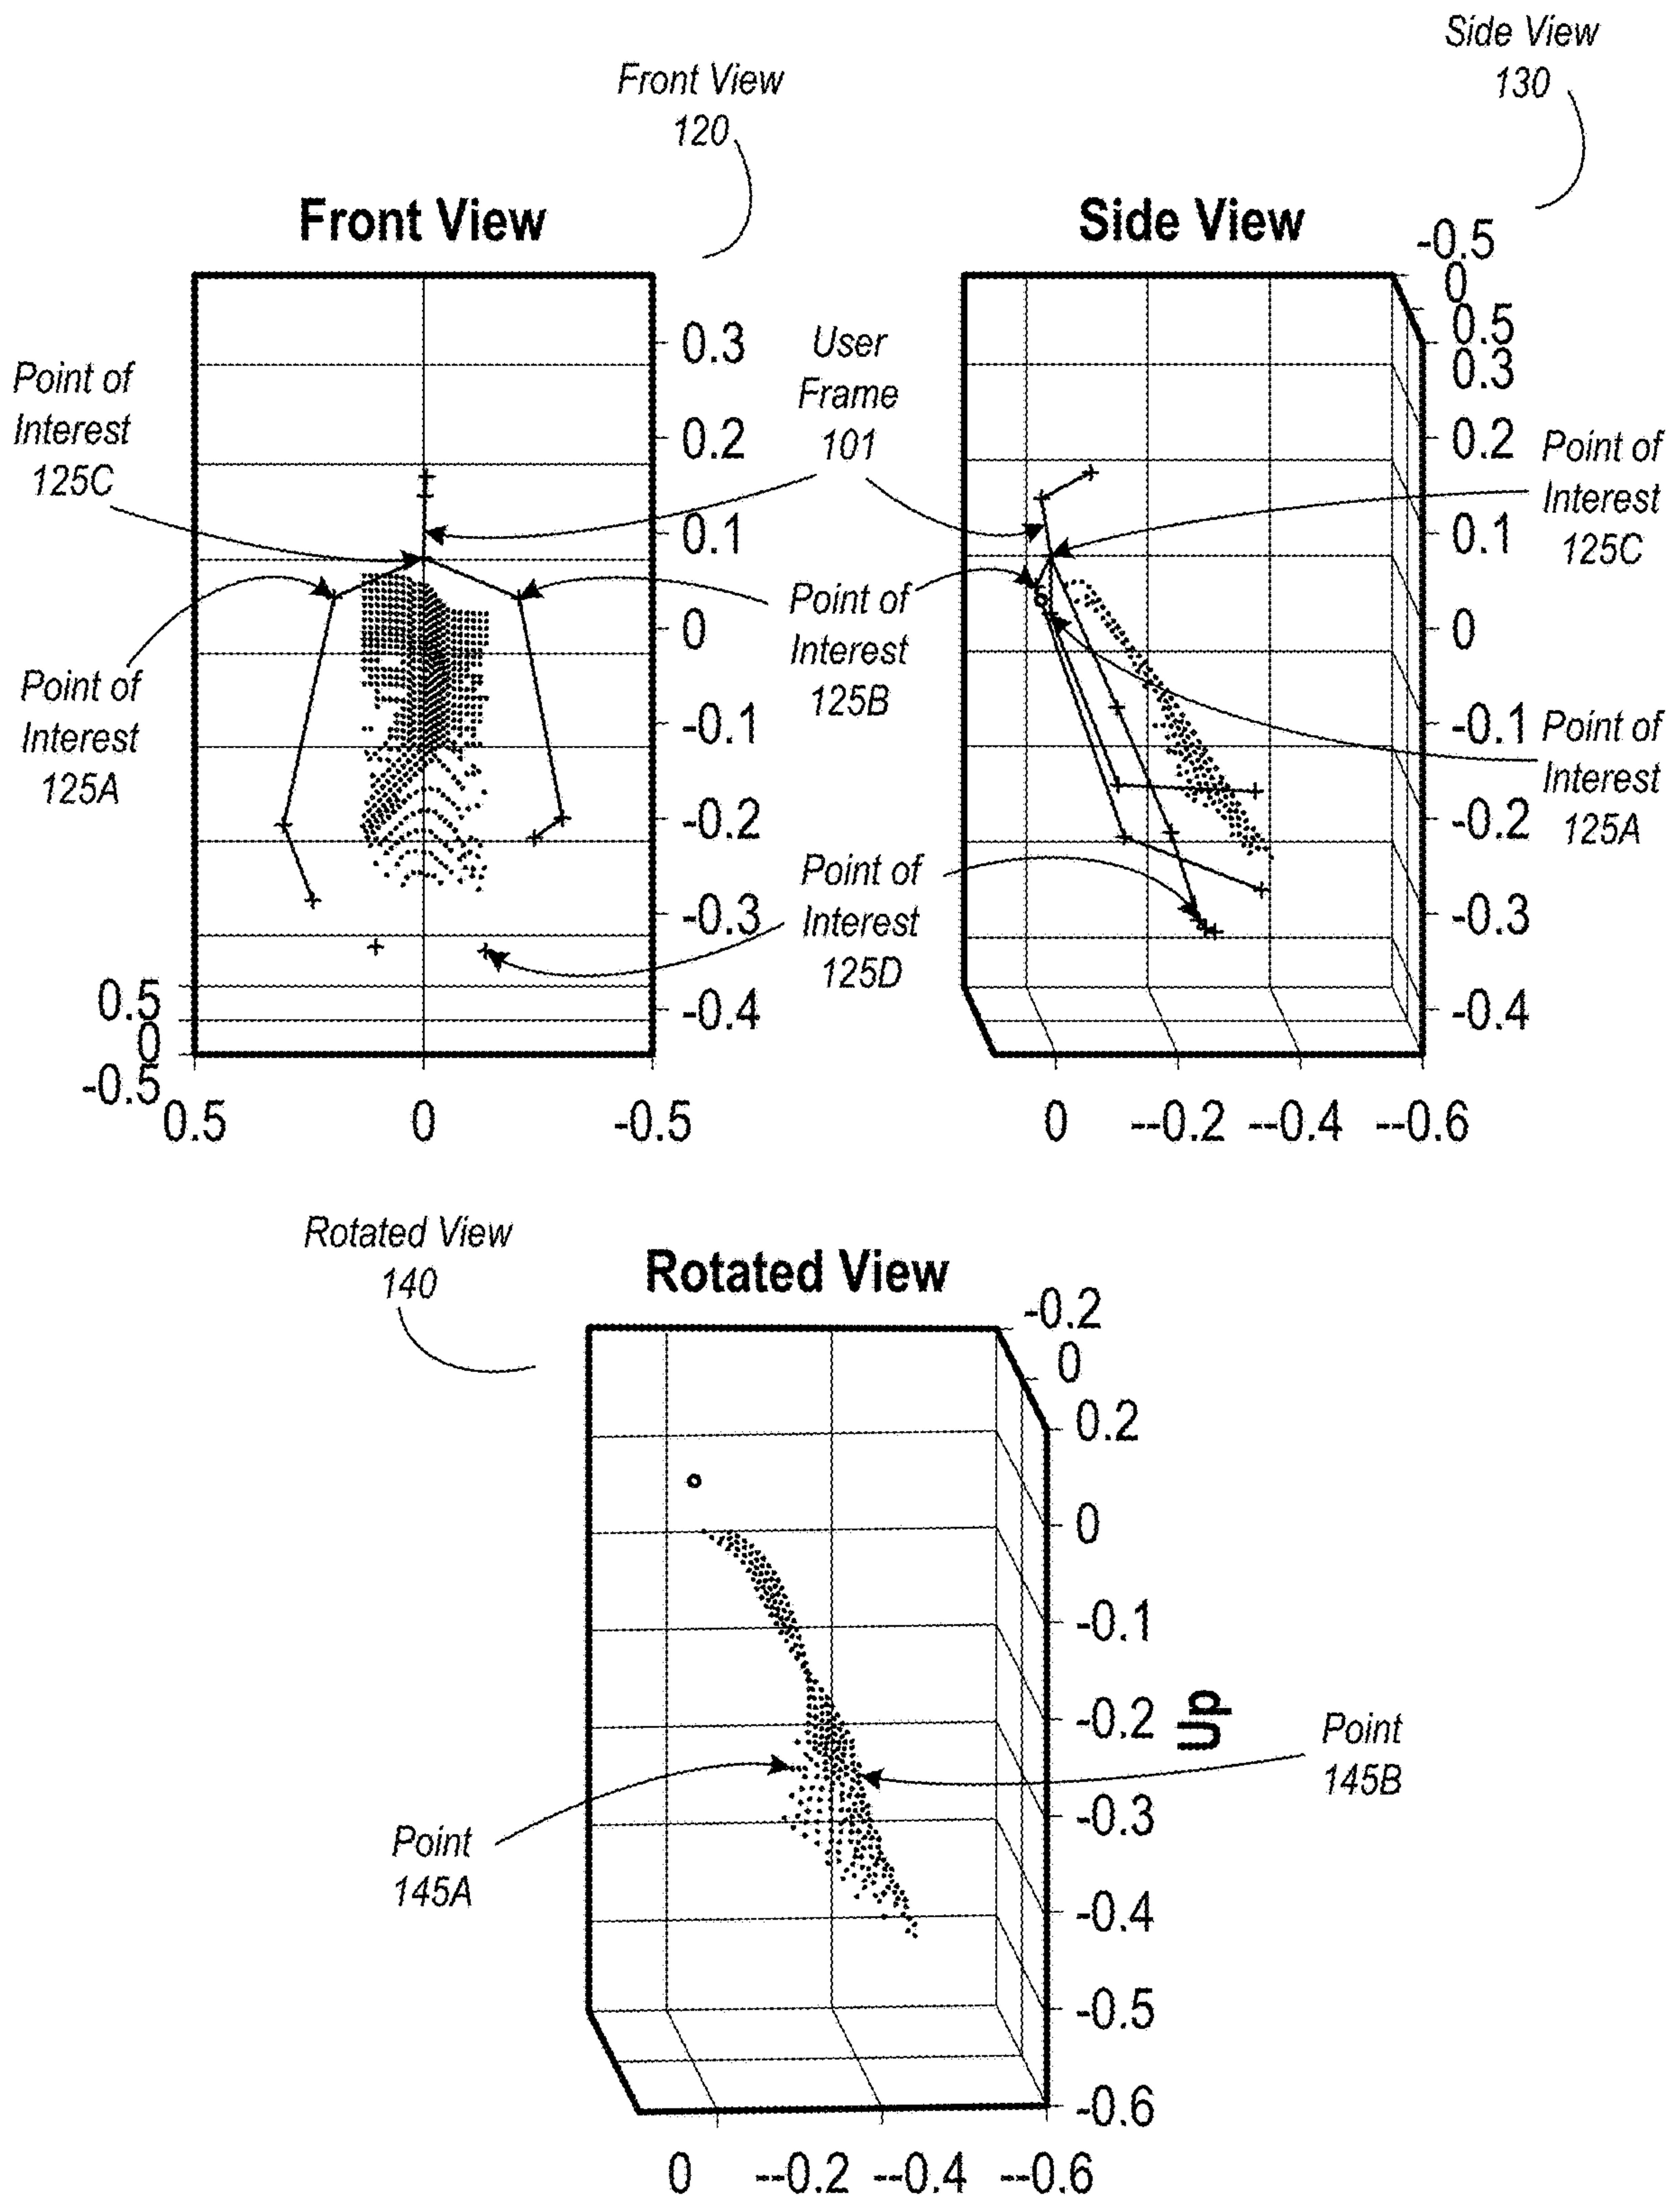 Side View
130
Front View
120
Front View
Side View
-0.5
0
0.5
0.3
0.2
0.1
0
-0.1
-0.2
-0.3
-0.4
0.3
0.2
0.1
0
-0.1
-0.2
-0.3
-0.4
User
Frame
101
Point of
Interest
125C
Point of
Interest
125C
Point of
Interest
125B
Point of
Interest
125A
Point of
Interest
125A
Point of
Interest
125D
0.5
0
-0.5
0.5
0
-0.5
0
--0.2
--0.4
--0.6
Rotated View
140
Rotated View
-0.2
0
0.2
0
-0.1
-0.2
-0.3
-0.4
-0.5
-0.6
Up
Point
145B
Point
145A
0
--0.2
--0.4
--0.6